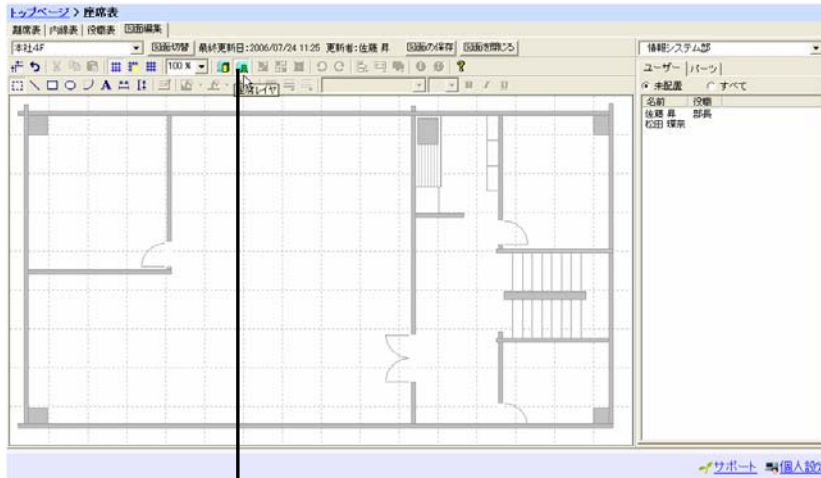 トップページ > 座席表
離席表 | 内線表 | 役職表 | 図面編集
本社4F 図面切替 最終更新日:2006/07/24 11:25 更新者:佐藤 昇 図面の保存 図面を閉じる
100% ?
A
座席レイヤ
情報システム部
ユーザー | パーツ
未配置 すべて
名前 役職
佐藤 昇 部長
松田 環奈
サポート 個人設定